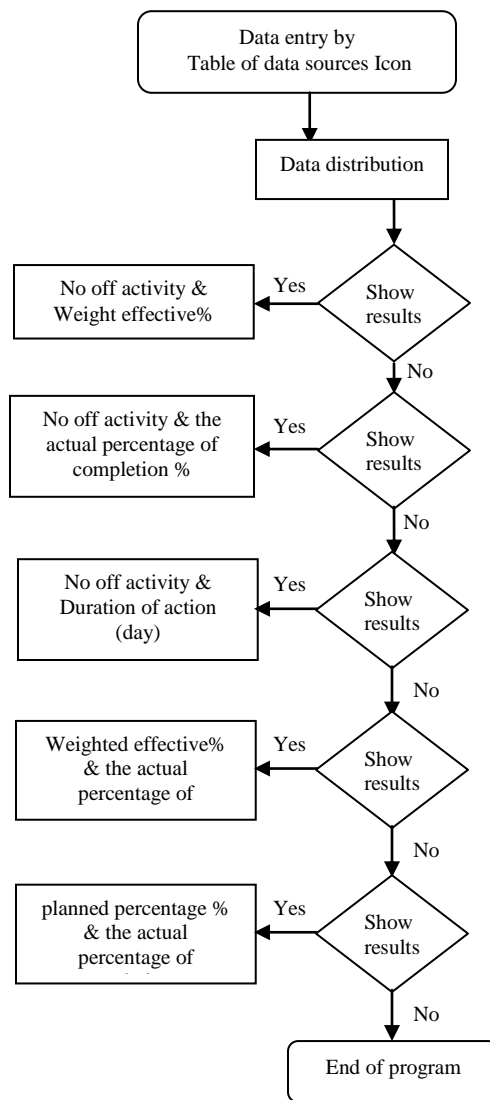 Data entry by
Table of data sources Icon
Data distribution
Show
results
Yes
No off activity &
Weight effective%
No
Show
results
Yes
No off activity & the
actual percentage of
completion %
No
Show
results
Yes
No off activity &
Duration of action
(day)
No
Show
results
Yes
Weighted effective%
& the actual
percentage of
No
Show
results
Yes
planned percentage %
& the actual
percentage of
No
End of program